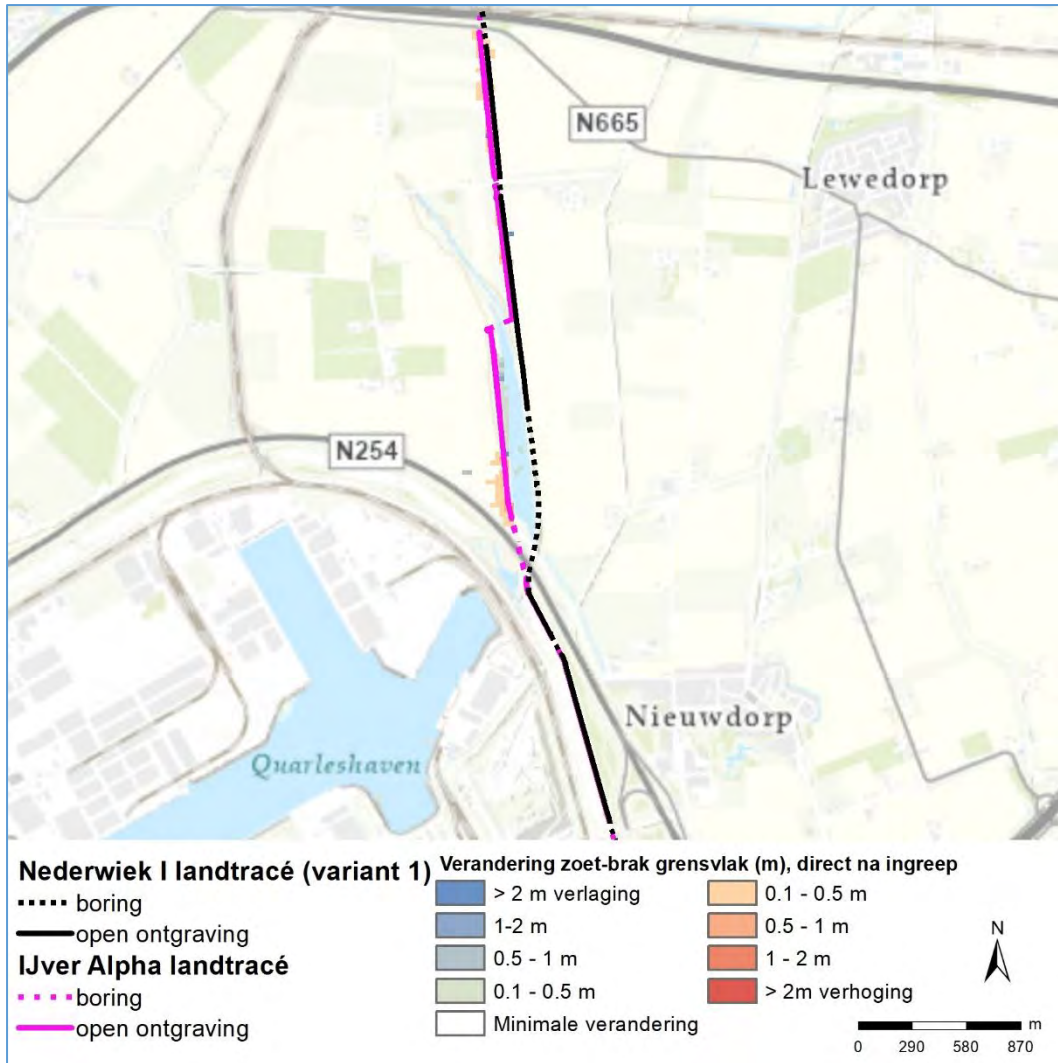 N665
Lewedorp
N254
Nieuwdorp
Quarleshaven
Nederwiek I landtracé (variant 1)
boring
open ontgraving
IJver Alpha landtracé
boring
open ontgraving
Verandering zoet-brak grensvlak (m), direct na ingreep
> 2 m verlaging
1-2 m
0.5 - 1 m
0.1 - 0.5 m
Minimale verandering
0.1 - 0.5 m
0.5 - 1 m
1 - 2 m
> 2m verhoging
N
m
0 290 580 870